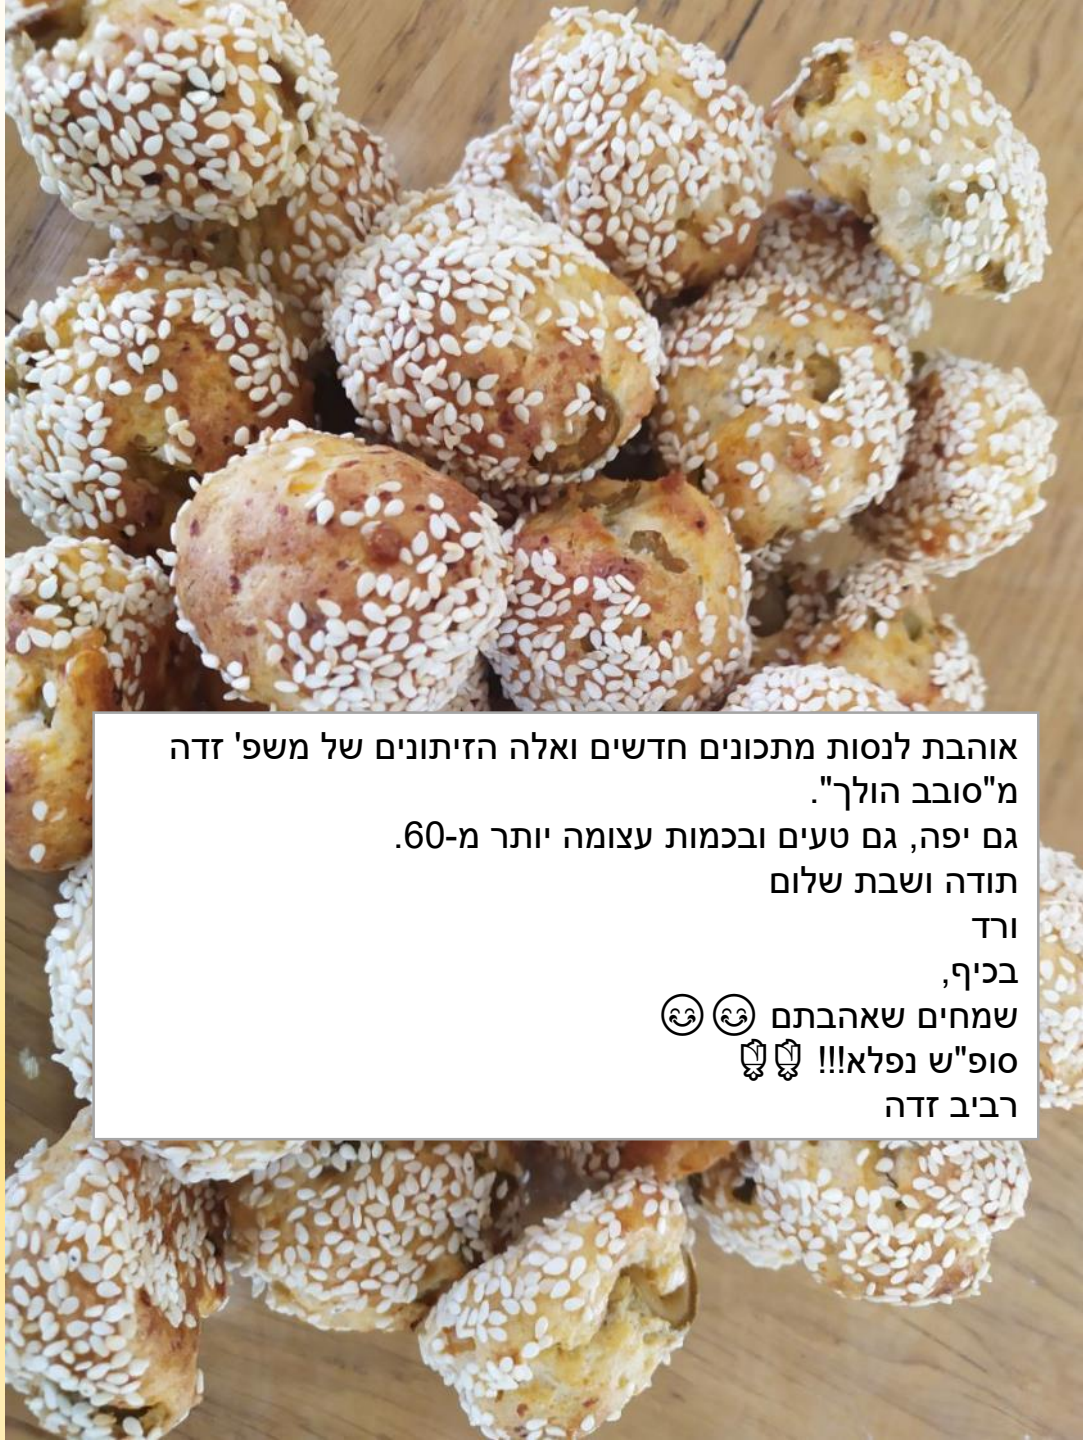 אוהבת לנסות מתכונים חדשים ואלה הזיתונים של משפ' זדה
מ"סובב הולך".
גם יפה, גם טעים ובכמות עצומה יותר מ-60.
תודה ושבת שלום
ורד
בכיף,
שמחים שאהבתם 😊😊
סופ"ש נפלא!!! 🌷🌷
רביב זדה